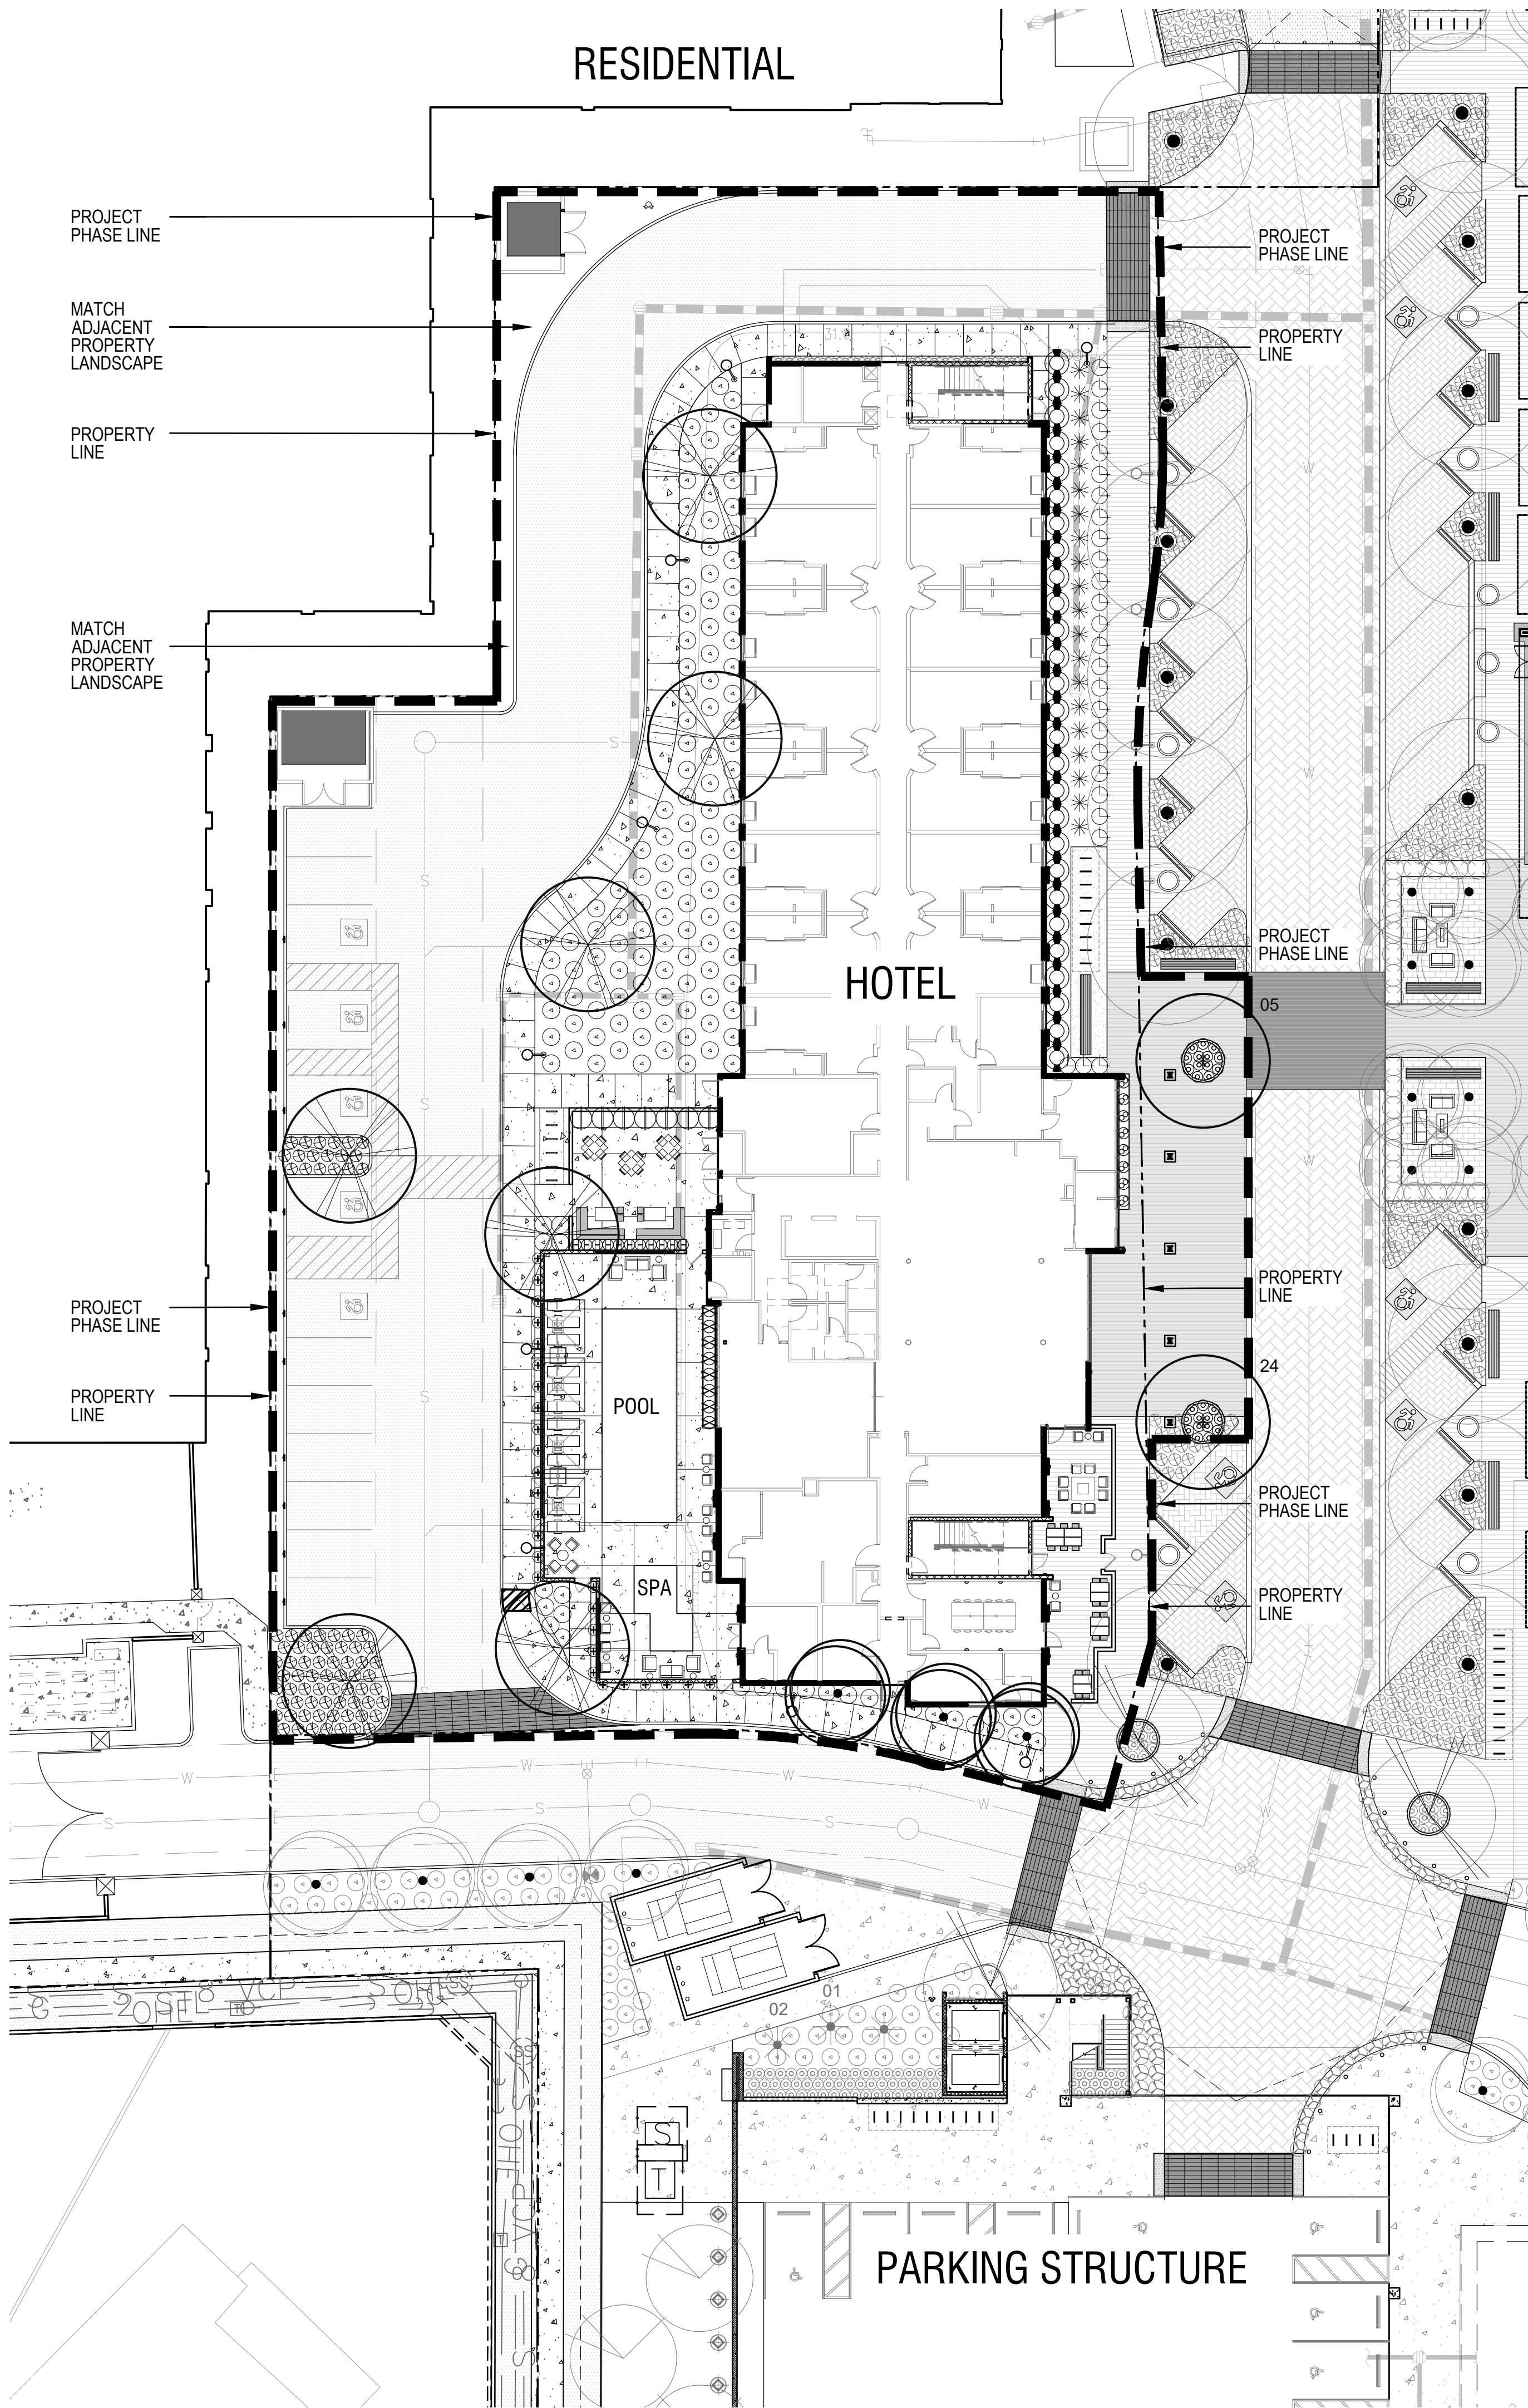 RESIDENTIAL
PROJECT
PHASE LINE
PROJECT
PHASE LINE
MATCH
ADJACENT
PROPERTY
LANDSCAPE
PROPERTY
LINE
PROPERTY
LINE
MATCH
ADJACENT
PROPERTY
LANDSCAPE
S
W
W
S
PROJECT
PHASE LINE
HOTEL
05
PROJECT
PHASE LINE
PROPERTY
LINE
PROPERTY
LINE
24
POOL
PROJECT
PHASE LINE
SPA
PROPERTY
LINE
W
W
W
W
S
S
S
W
01
02
S
T
PARKING STRUCTURE